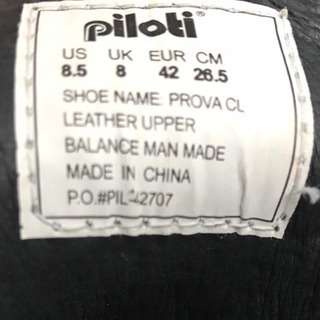 piloti®
US UK EUR CM
8.5 8 42 26.5
SHOE NAME: PROVA CL
LEATHER UPPER
BALANCE MAN MADE
MADE IN CHINA
P.O.#PIL-42707